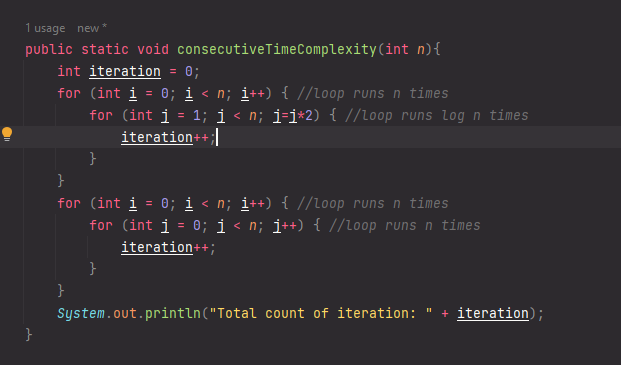 1 usage new *
public static void consecutiveTimeComplexity(int n){
int iteration = 0;
for (int i = 0; i < n; i++) { //loop runs n times
for (int j = 1; j < n; j=j*2) { //loop runs log n times
iteration++;
}
}
for (int i = 0; i < n; i++) { //loop runs n times
for (int j = 0; j < n; j++) { //loop runs n times
iteration++;
}
}
System.out.println("Total count of iteration: " + iteration);
}